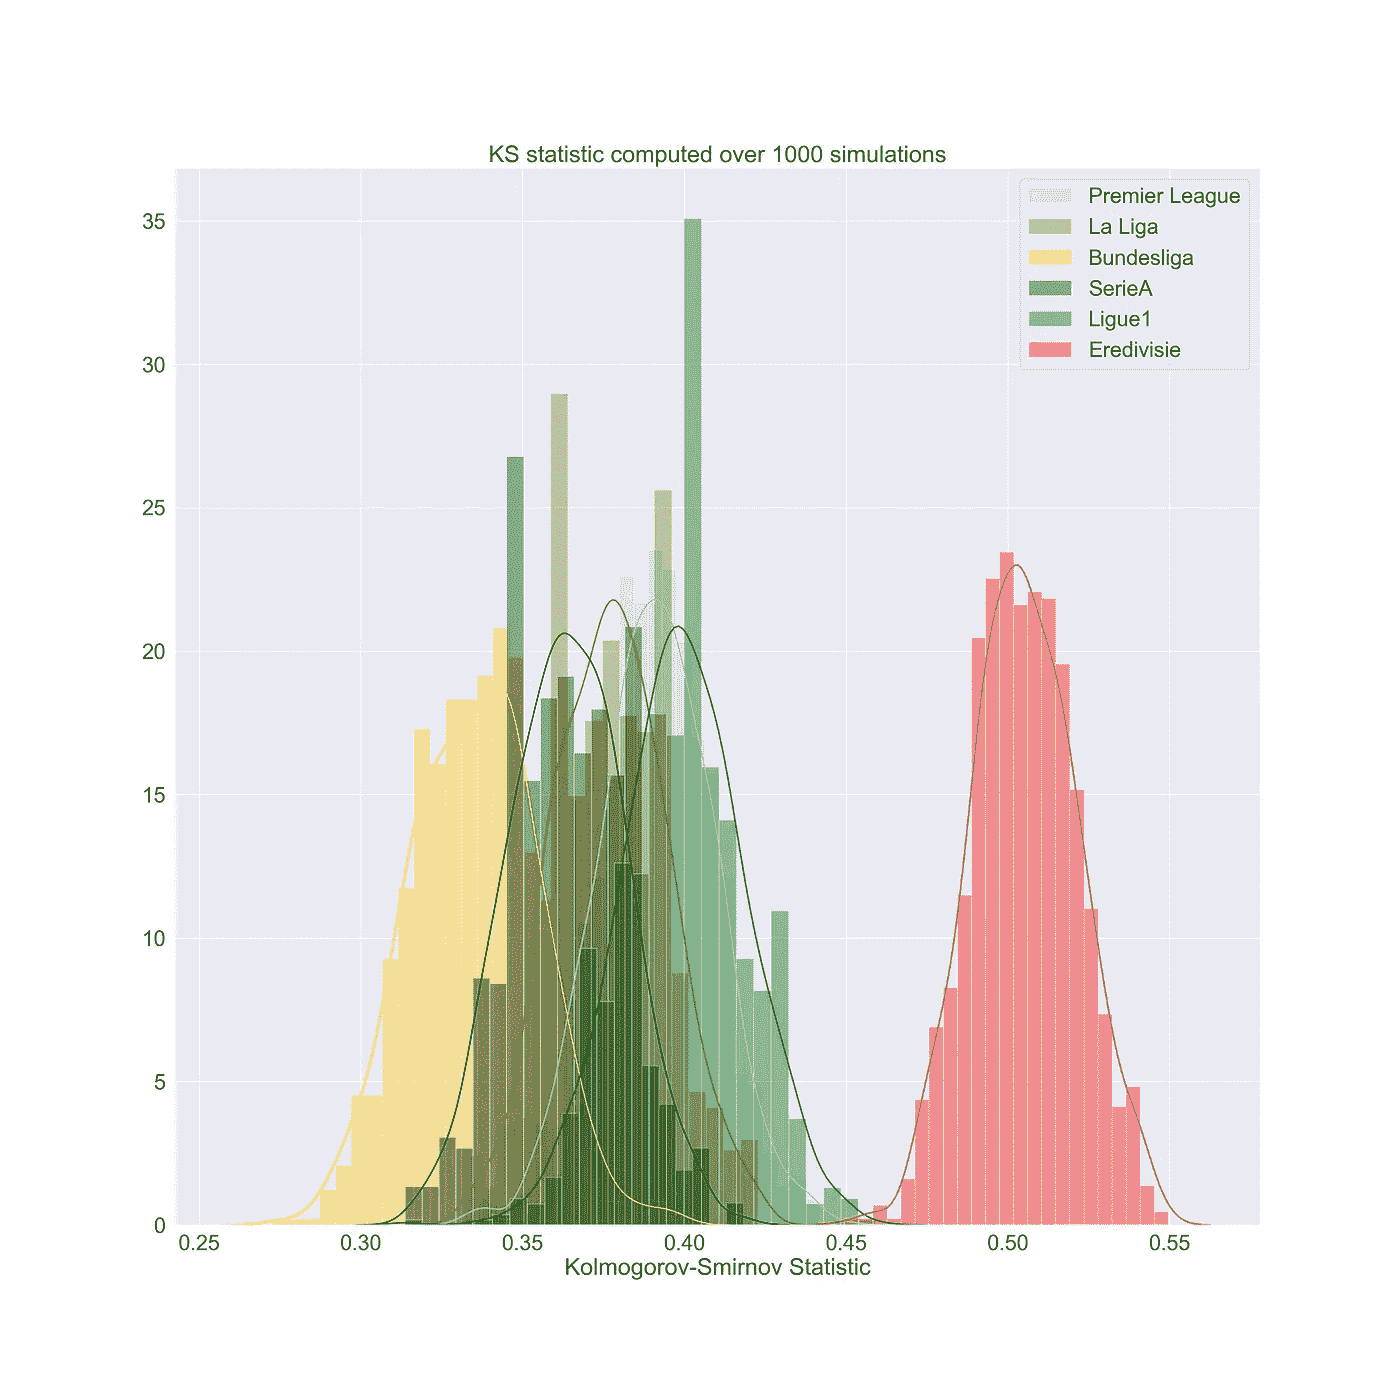 KS statistic computed over 1000 simulations
Premier League
La Liga
Bundesliga
SerieA
Ligue1
Eredivisie
35
30
25
20
15
10
5
0
0.25 0.30 0.35 0.40 0.45 0.50 0.55
Kolmogorov-Smirnov Statistic